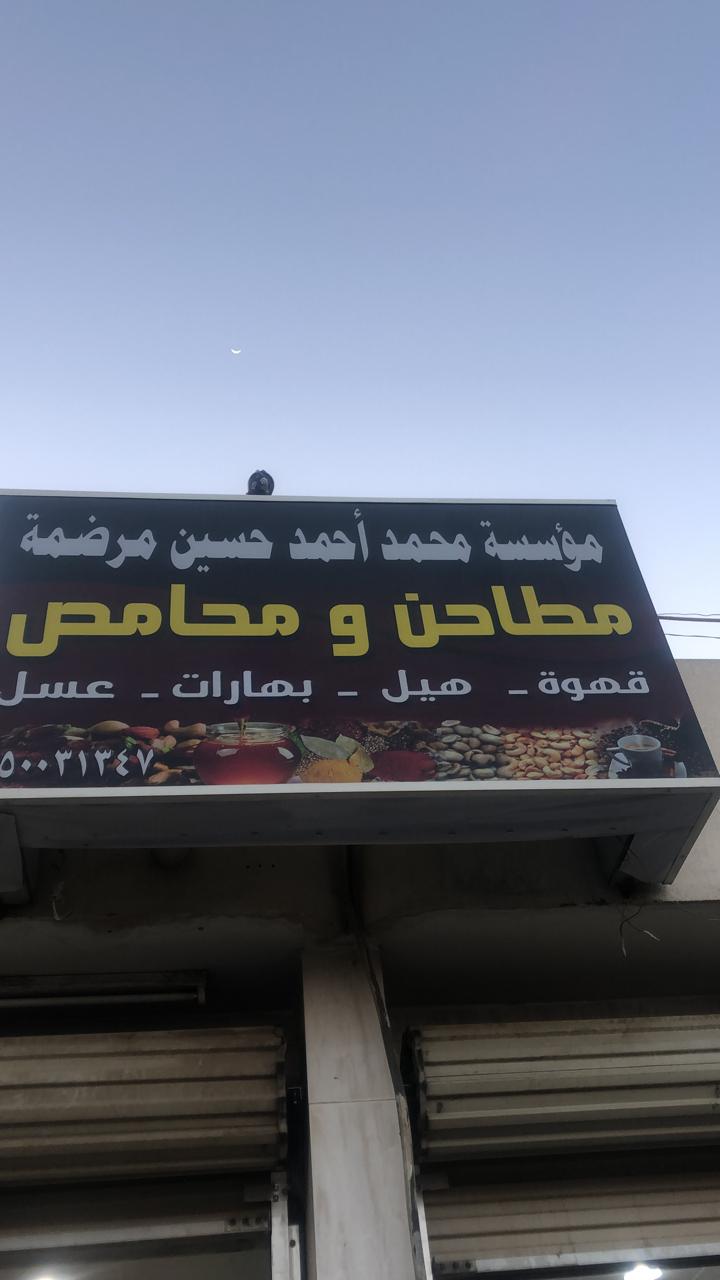 مؤسسة محمد أحمد حسين مرضمة
مطاحن و محامص
قهوة - هيل - بهارات - عسل
٥٠٠٣١٣٤٧